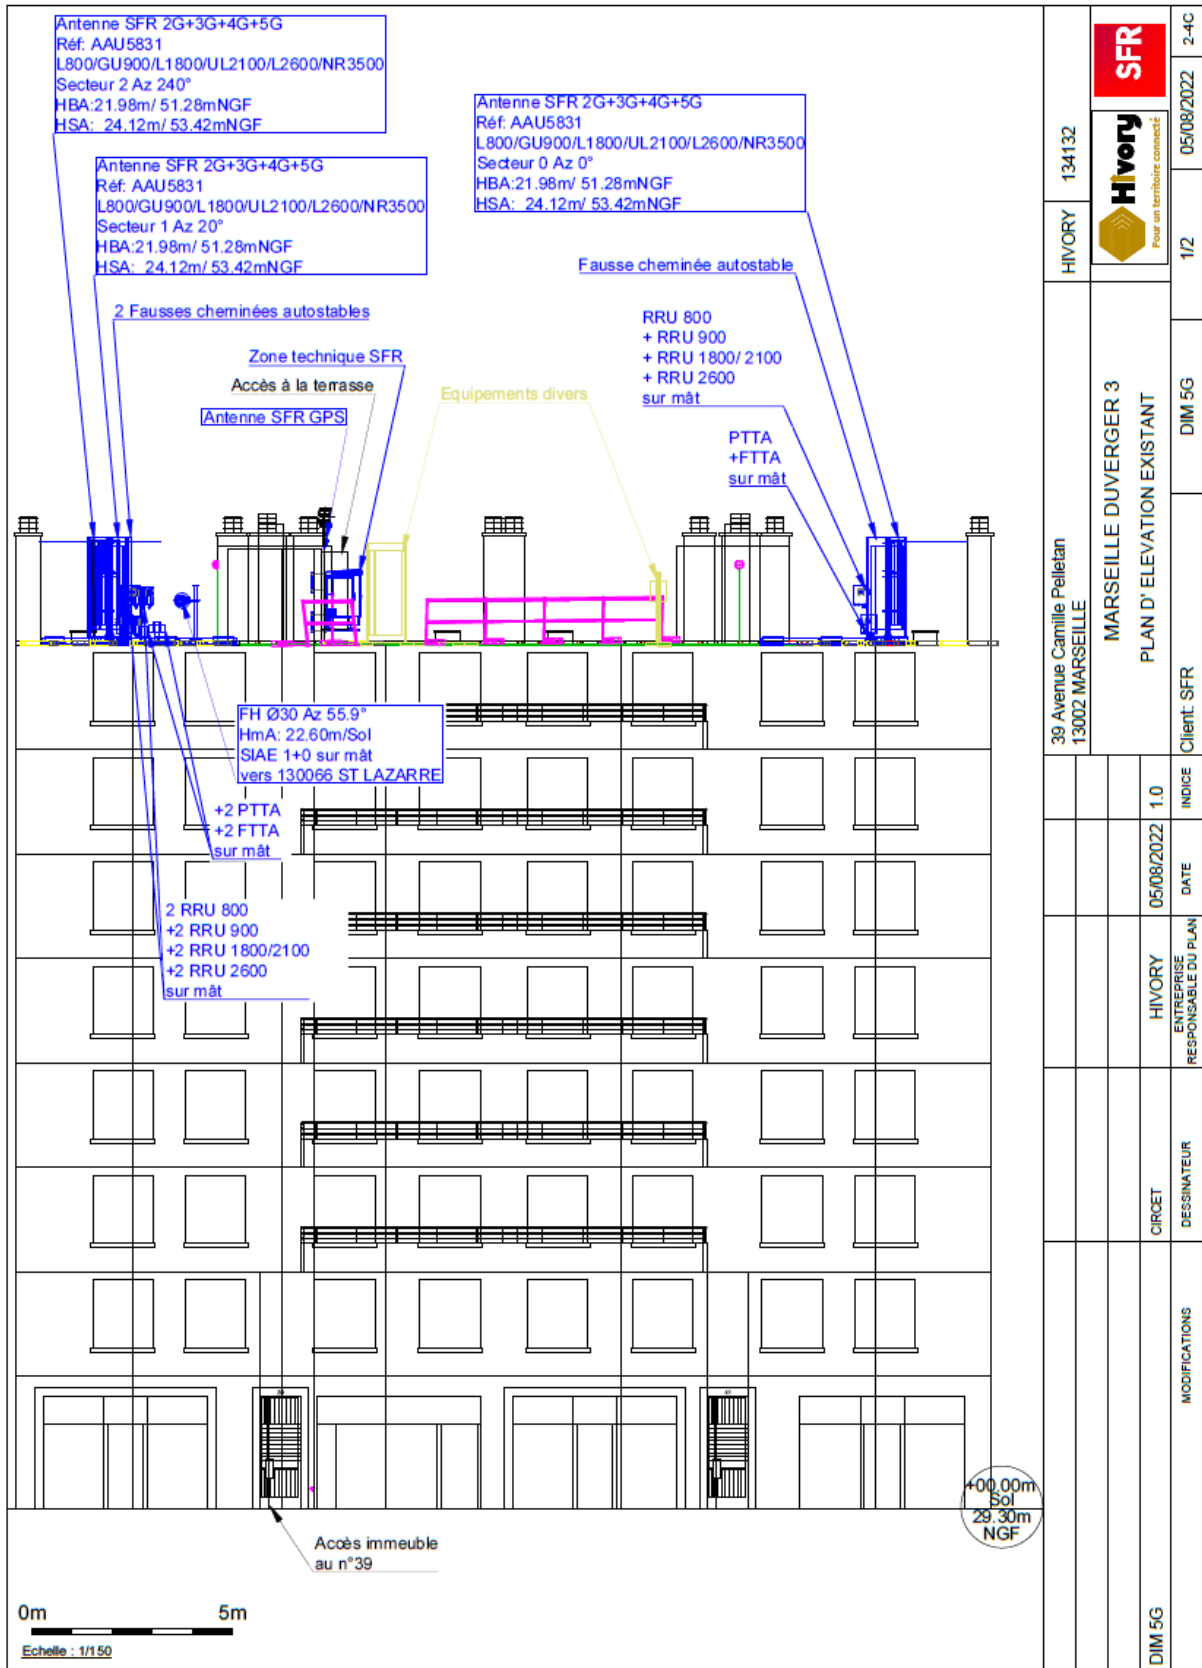 Antenne SFR 2G+3G+4G+5G
Réf: AAU5831
L800/GU900/L1800/UL2100/L2600/NR3500
Secteur 2 Az 240°
HBA:21.98m/ 51.28mNGF
HSA: 24.12m/ 53.42mNGF
Antenne SFR 2G+3G+4G+5G
Réf: AAU5831
L800/GU900/L1800/UL2100/L2600/NR3500
Secteur 1 Az 20°
HBA:21.98m/ 51.28mNGF
HSA: 24.12m/ 53.42mNGF
Antenne SFR 2G+3G+4G+5G
Réf: AAU5831
L800/GU900/L1800/UL2100/L2600/NR3500
Secteur 0 Az 0°
HBA:21.98m/ 51.28mNGF
HSA: 24.12m/ 53.42mNGF
2 Fausses cheminées autostables
Zone technique SFR
Accès à la terrasse
Antenne SFR GPS
Equipements divers
Fausse cheminée autostable
RRU 800
+ RRU 900
+ RRU 1800/ 2100
+ RRU 2600
sur mât
PTTA
+FTTA
sur mât
FH Ø30 Az 55.9°
HmA: 22.60m/Sol
SIAE 1+0 sur mât
vers 130066 ST LAZARRE
+2 PTTA
+2 FTTA
sur mât
2 RRU 800
+2 RRU 900
+2 RRU 1800/2100
+2 RRU 2600
sur mât
+00.00m
Sol
29.30m
NGF
Accès immeuble
au n°39
0m 5m
Echelle : 1/150
SFR
Hivory
Pour un territoire connecté
HIVORY 134132
39 Avenue Camille Pelletan
13002 MARSEILLE
MARSEILLE DUVERGER 3
PLAN D' ELEVATION EXISTANT
Client: SFR DIM 5G 1/2 05/08/2022 2-4C
DIM 5G CIRCET HIVORY 05/08/2022 1.0
MODIFICATIONS DESSINATEUR ENTREPRISE RESPONSABLE DU PLAN DATE INDICE